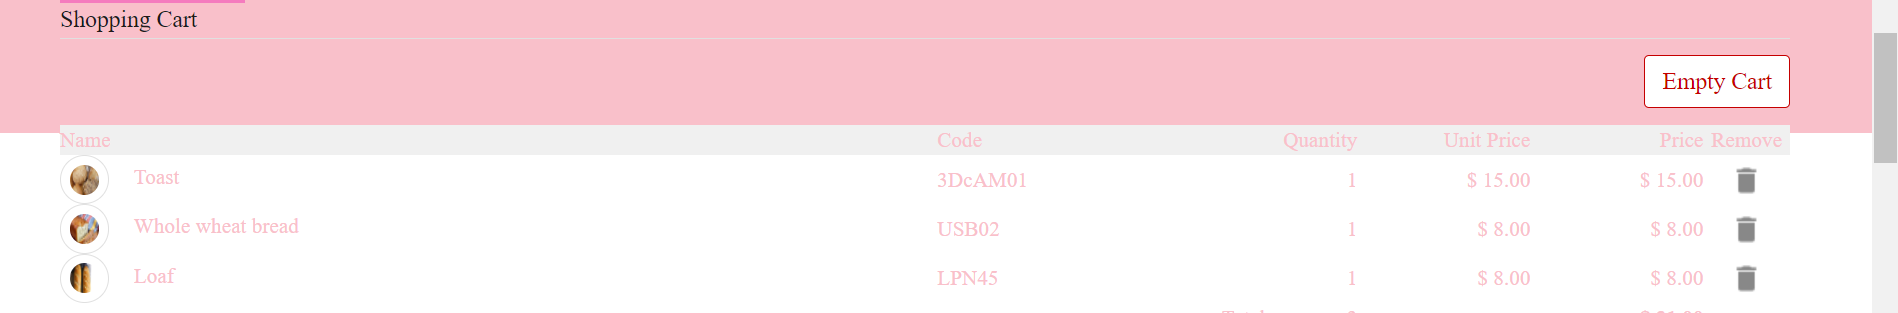 Shopping Cart
Empty Cart
Name Code Quantity Unit Price Price Remove
Toast 3DcAM01 1 $ 15.00 $ 15.00
Whole wheat bread USB02 1 $ 8.00 $ 8.00
Loaf LPN45 1 $ 8.00 $ 8.00